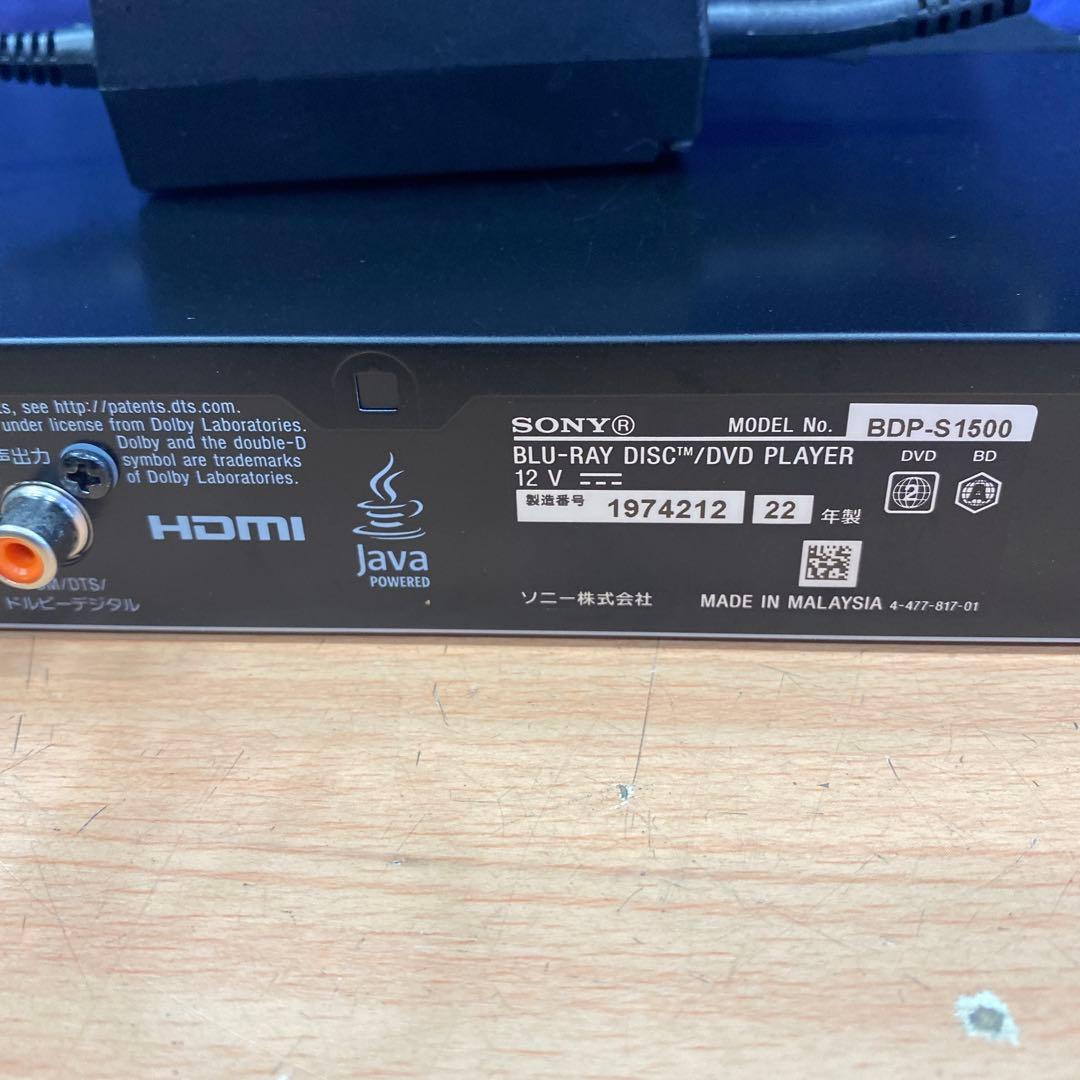 ts, see http://patents.dts.com.
under license from Dolby Laboratories.
声出力
Dolby and the double-D
symbol are trademarks
of Dolby Laboratories.
HDMI
/DTS/
ドルビーデジタル
Java
POWERED
SONY® MODEL No. BDP-S1500
BLU-RAY DISC™/DVD PLAYER DVD BD
12 V 2 A
製造番号 1974212 22 年製
ソニー株式会社 MADE IN MALAYSIA 4-477-817-01